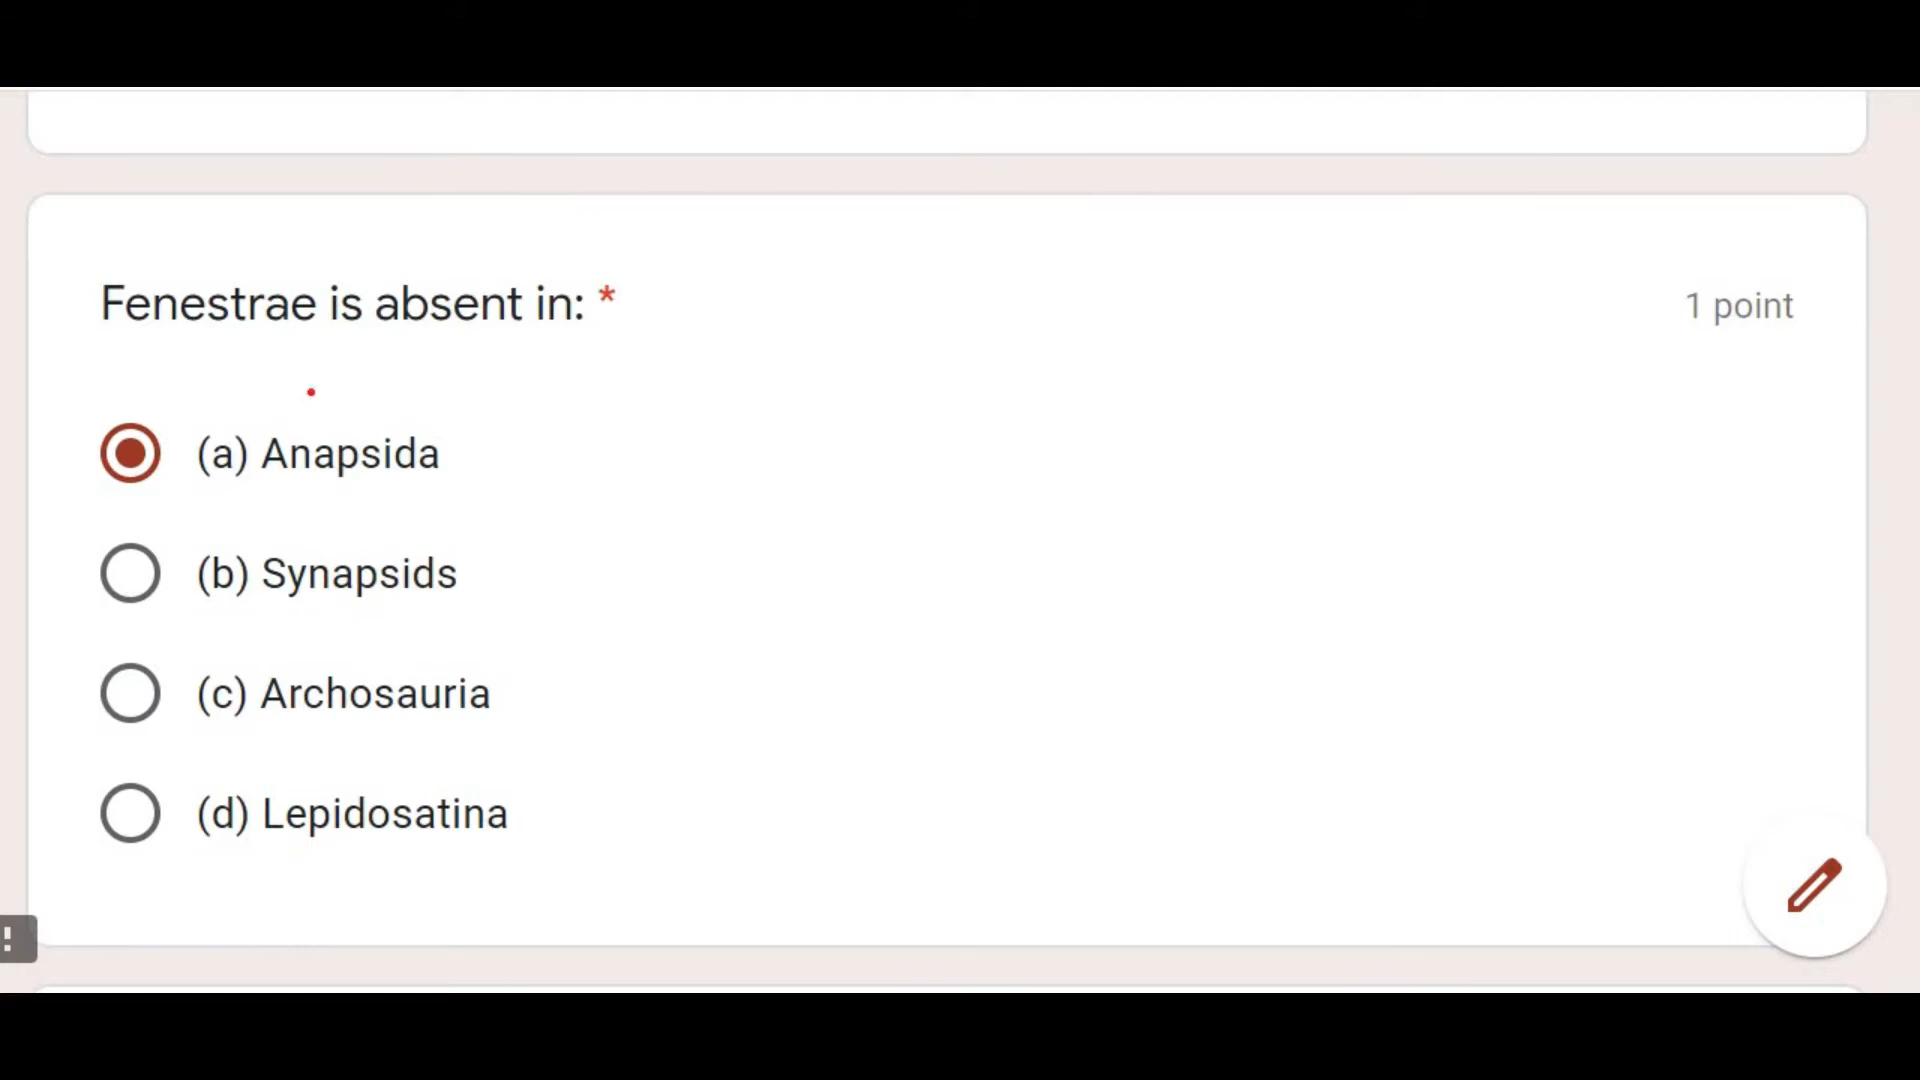 Fenestrae is absent in: *
1 point
(a) Anapsida
(b) Synapsids
(c) Archosauria
(d) Lepidosatina